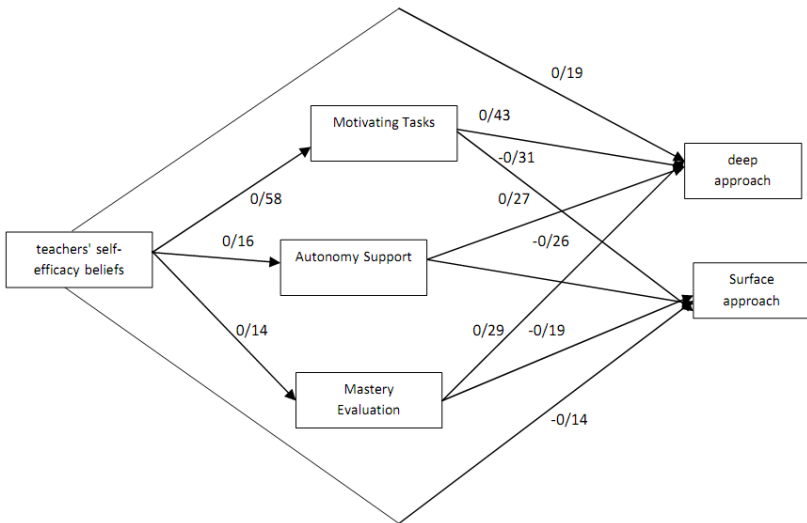 0/19
Motivating Tasks
0/43
-0/31
deep
approach
0/58
0/27
teachers' self-
efficacy beliefs
0/16
Autonomy Support
-0/26
Surface
approach
0/14
0/29
-0/19
Mastery
Evaluation
-0/14